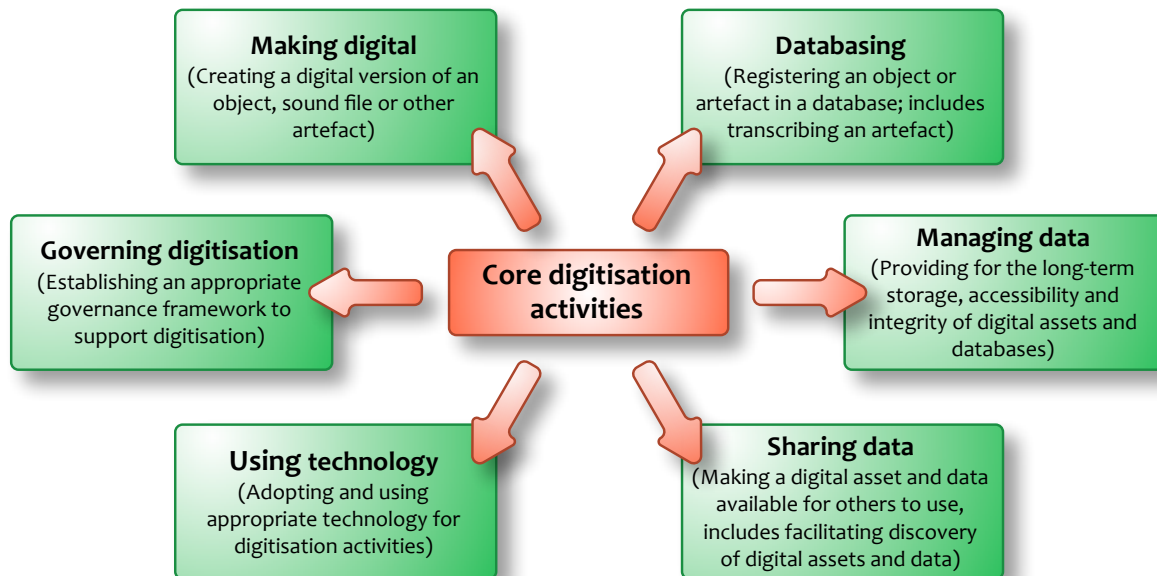 Making digital
(Creating a digital version of an
object, sound file or other
artefact)
Databasing
(Registering an object or
artefact in a database; includes
transcribing an artefact)
Governing digitisation
(Establishing an appropriate
governance framework to
support digitisation)
Core digitisation
activities
Managing data
(Providing for the long-term
storage, accessibility and
integrity of digital assets and
databases)
Using technology
(Adopting and using
appropriate technology for
digitisation activities)
Sharing data
(Making a digital asset and data
available for others to use,
includes facilitating discovery
of digital assets and data)